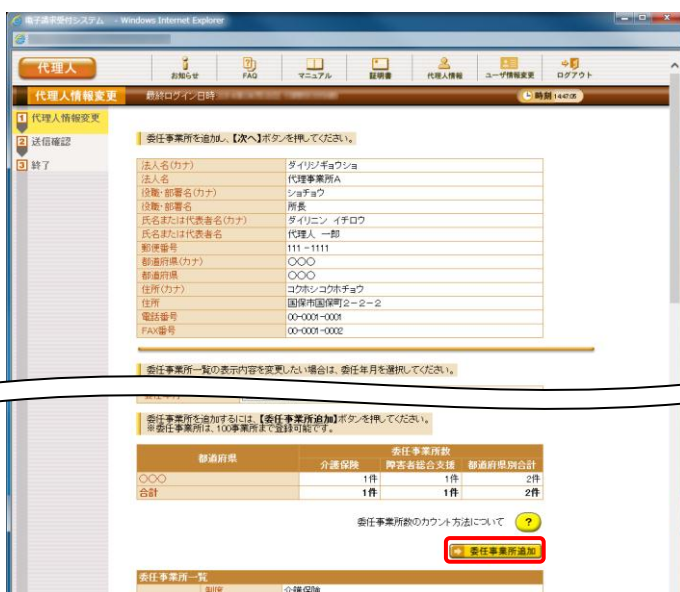 電子請求受付システム - Windows Internet Explorer
代理人
お知らせ FAQ マニュアル 証明書 代理人情報 ユーザ情報変更 ログアウト
代理人情報変更 最終ログイン日時 時刻 14:47:05
1 代理人情報変更
2 送信確認
3 終了
委任事業所を追加し、【次へ】ボタンを押してください。
法人名(カナ) ダイリジギョウショ
法人名 代理事業所A
役職・部署名(カナ) ショチョウ
役職・部署名 所長
氏名または代表者名(カナ) ダイリニン イチロウ
氏名または代表者名 代理人 一郎
郵便番号 111-1111
都道府県(カナ) 〇〇〇
都道府県 〇〇〇
住所(カナ) コクホシコクホチョウ
住所 国保市国保町2-2-2
電話番号 00-0001-0001
FAX番号 00-0001-0002
委任事業所一覧の表示内容を変更したい場合は、委任年月を選択してください。
委任事業所を追加するには、【委任事業所追加】ボタンを押してください。
※委任事業所は、100事業所まで登録可能です。
都道府県 委任事業所数
介護保険 障害者総合支援 都道府県別合計
〇〇〇 1件 1件 2件
合計 1件 1件 2件
委任事業所数のカウント方法について ?
委任事業所追加
委任事業所一覧
制度 介護保険